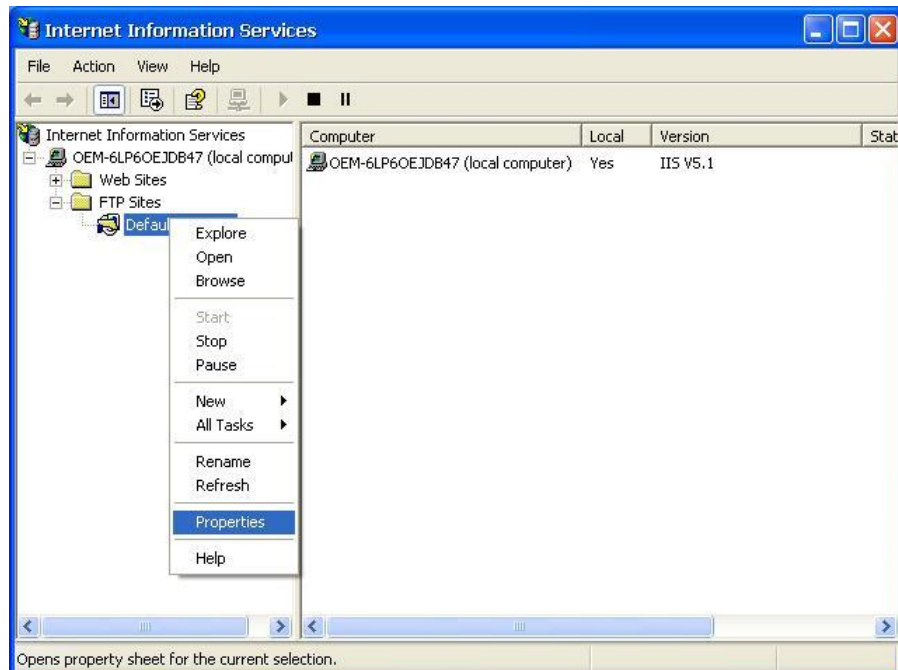 Internet Information Services
File Action View Help
Internet Information Services
OEM-6LP6OEJDB47 (local comput
Web Sites
FTP Sites
Defaul
Computer Local Version Stat
OEM-6LP6OEJDB47 (local computer) Yes IIS V5.1
Explore
Open
Browse
Start
Stop
Pause
New
All Tasks
Rename
Refresh
Properties
Help
Opens property sheet for the current selection.